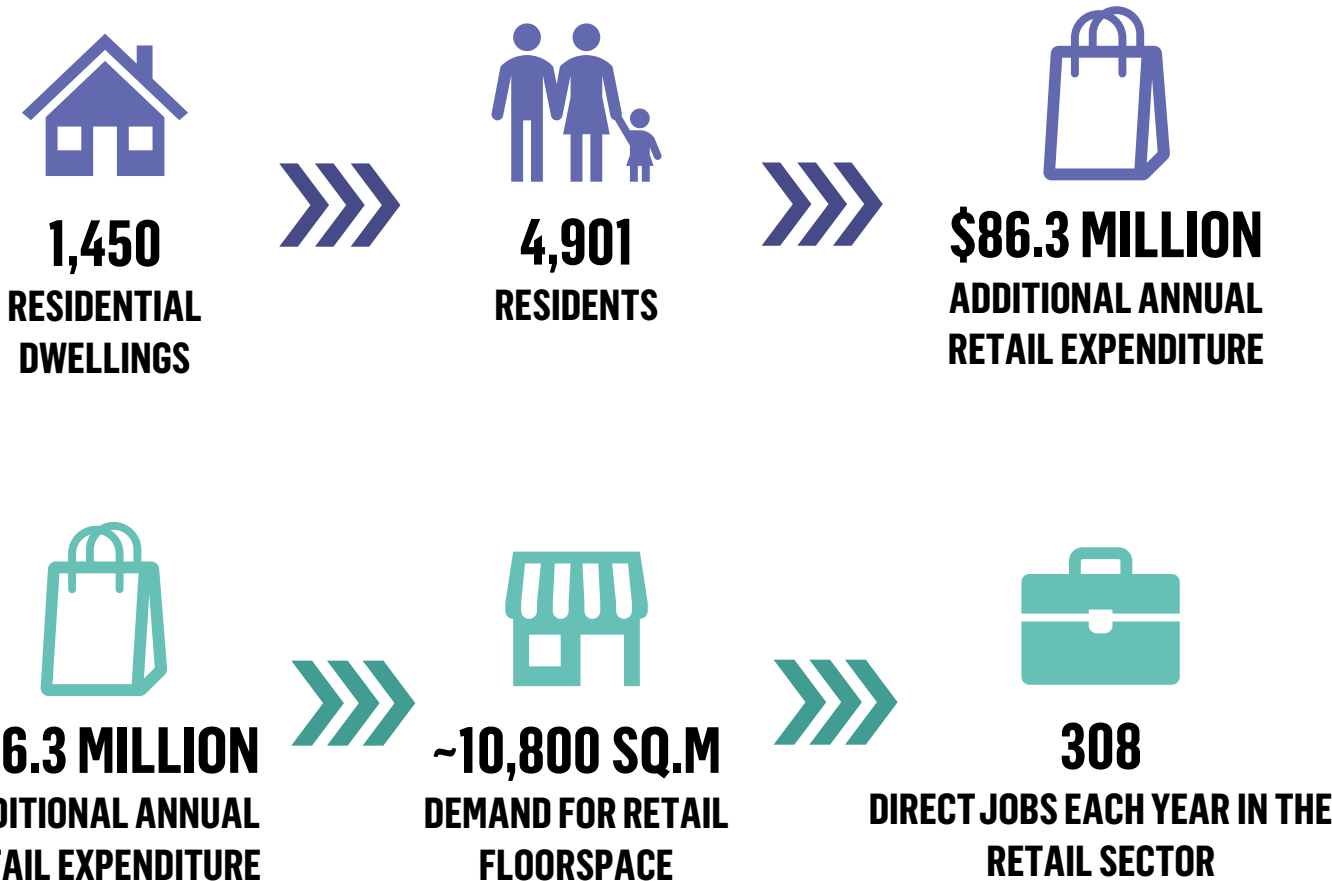 1,450
RESIDENTIAL
DWELLINGS
4,901
RESIDENTS
$86.3 MILLION
ADDITIONAL ANNUAL
RETAIL EXPENDITURE
6.3 MILLION
DITIONAL ANNUAL
TAIL EXPENDITURE
~10,800 SQ.M
DEMAND FOR RETAIL
FLOORSPACE
308
DIRECT JOBS EACH YEAR IN THE
RETAIL SECTOR